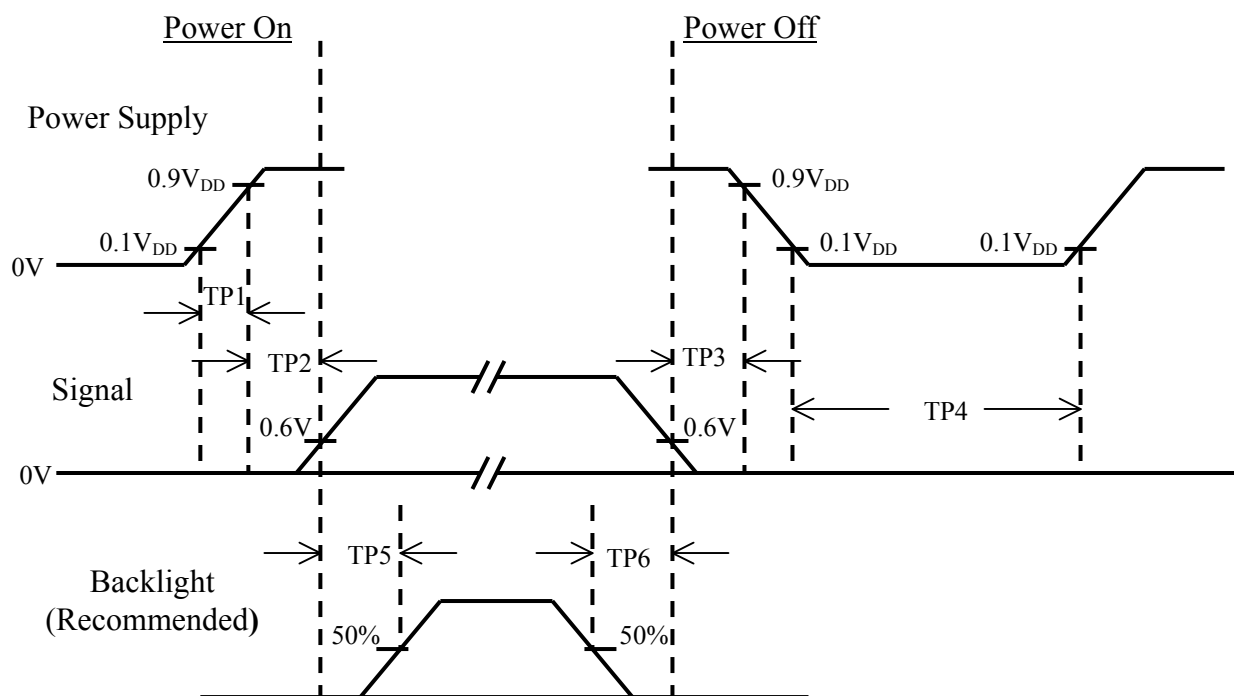 Power On
Power Off
Power Supply
0.9VDD
0.9VDD
0.1VDD
0.1VDD
0.1VDD
0V
TP1
TP2
TP3
Signal
TP4
0.6V
0.6V
0V
TP5
TP6
Backlight
(Recommended)
50%
50%